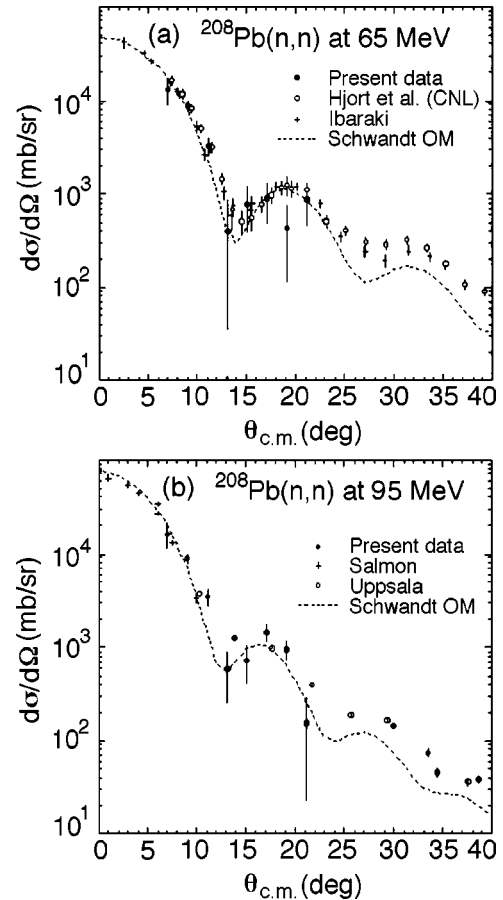 (a) ²⁰⁸Pb(n,n) at 65 MeV
Present data
Hjort et al. (CNL)
Ibaraki
Schwandt OM
10⁴
10³
10²
10¹
dσ/dΩ (mb/sr)
0 5 10 15 20 25 30 35 40
θc.m. (deg)
(b) ²⁰⁸Pb(n,n) at 95 MeV
Present data
Salmon
Uppsala
Schwandt OM
10⁴
10³
10²
10¹
dσ/dΩ (mb/sr)
0 5 10 15 20 25 30 35 40
θc.m. (deg)